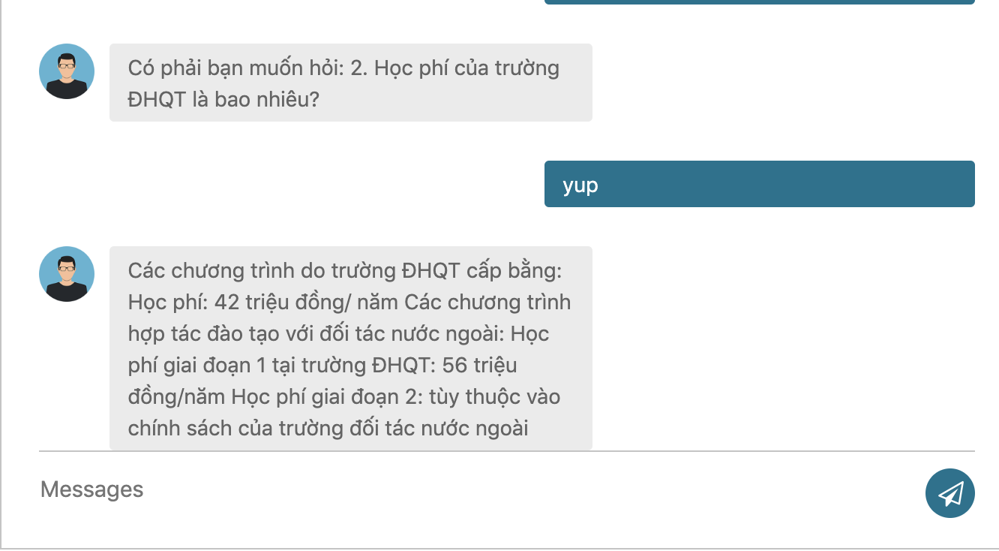 Có phải bạn muốn hỏi: 2. Học phí của trường
ĐHQT là bao nhiêu?
yup
Các chương trình do trường ĐHQT cấp bằng:
Học phí: 42 triệu đồng/ năm Các chương trình
hợp tác đào tạo với đối tác nước ngoài: Học
phí giai đoạn 1 tại trường ĐHQT: 56 triệu
đồng/năm Học phí giai đoạn 2: tùy thuộc vào
chính sách của trường đối tác nước ngoài
Messages